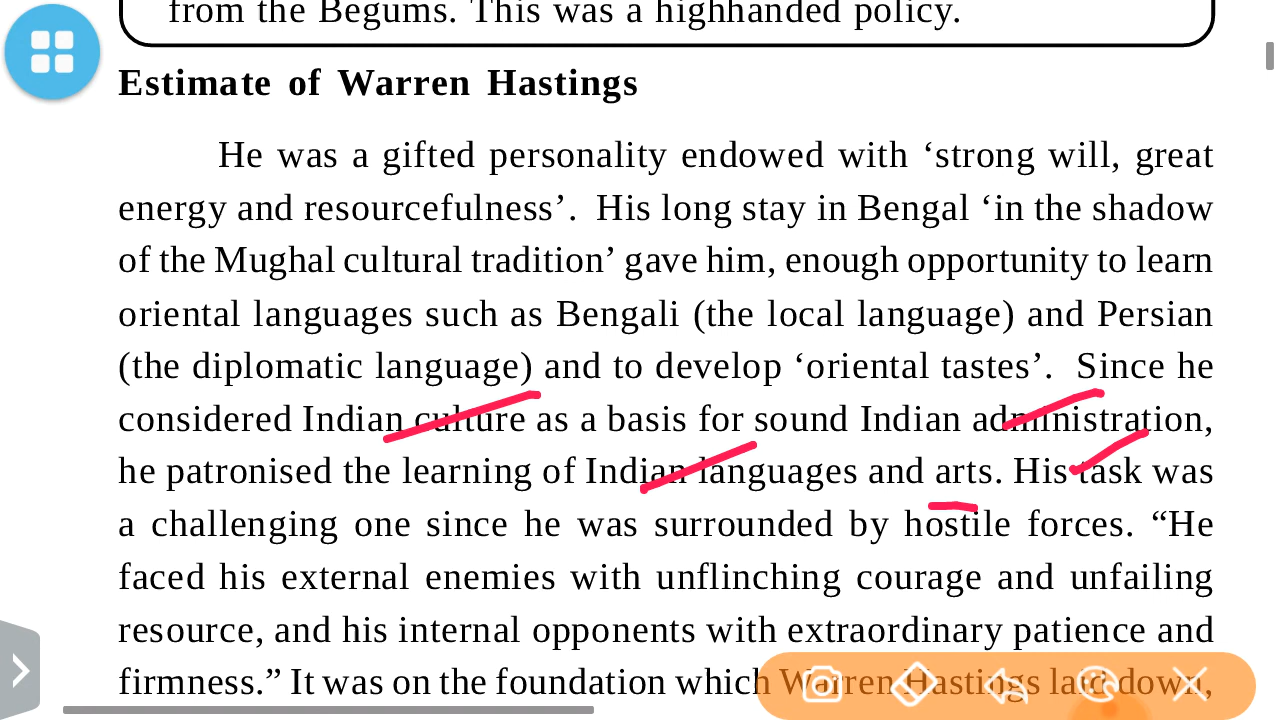 from the Begums. This was a highhanded policy.
Estimate of Warren Hastings
He was a gifted personality endowed with ‘strong will, great
energy and resourcefulness’. His long stay in Bengal ‘in the shadow
of the Mughal cultural tradition’ gave him, enough opportunity to learn
oriental languages such as Bengali (the local language) and Persian
(the diplomatic language) and to develop ‘oriental tastes’. Since he
considered Indian culture as a basis for sound Indian administration,
he patronised the learning of Indian languages and arts. His task was
a challenging one since he was surrounded by hostile forces. “He
faced his external enemies with unflinching courage and unfailing
resource, and his internal opponents with extraordinary patience and
firmness.” It was on the foundation which Warren Hastings laid down,